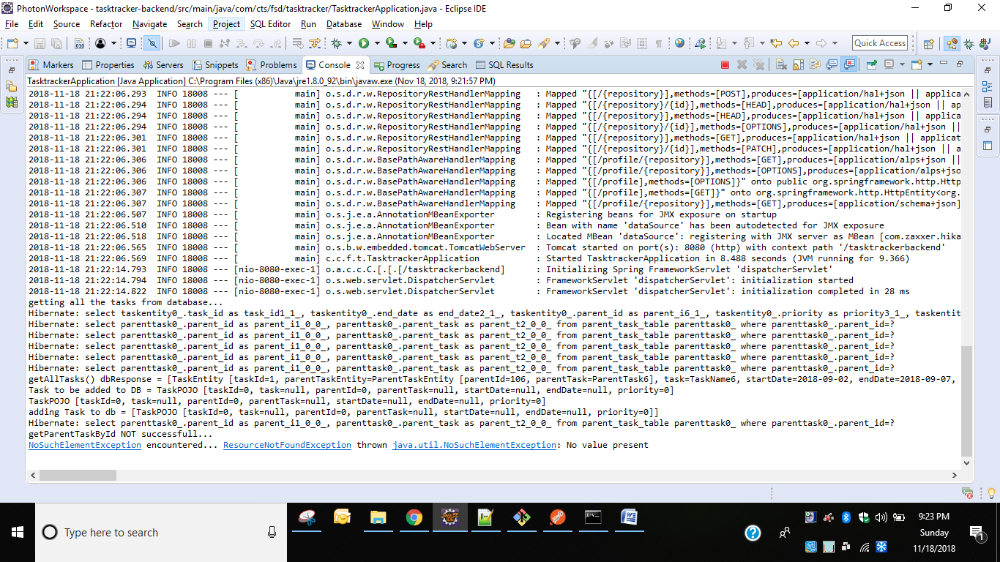 PhotonWorkspace - tasktracker-backend/src/main/java/com/cts/fsd/tasktracker/TasktrackerApplication.java - Eclipse IDE
File Edit Source Refactor Navigate Search Project SQL Editor Run Database Window Help
Quick Access
Markers Properties Servers Snippets Problems Console Progress Search SQL Results
TasktrackerApplication [Java Application] C:\Program Files (x86)\Java\jre1.8.0_92\bin\javaw.exe (Nov 18, 2018, 9:21:57 PM)
2018-11-18 21:22:06.293 INFO 18008 --- [ main] o.s.d.r.w.RepositoryRestHandlerMapping : Mapped "{[/{repository}],methods=[POST],produces=[application/hal+json || applica
2018-11-18 21:22:06.294 INFO 18008 --- [ main] o.s.d.r.w.RepositoryRestHandlerMapping : Mapped "{[/{repository}/{id}],methods=[HEAD],produces=[application/hal+json || ap
2018-11-18 21:22:06.294 INFO 18008 --- [ main] o.s.d.r.w.RepositoryRestHandlerMapping : Mapped "{[/{repository}],methods=[HEAD],produces=[application/hal+json || applica
2018-11-18 21:22:06.294 INFO 18008 --- [ main] o.s.d.r.w.RepositoryRestHandlerMapping : Mapped "{[/{repository}/{id}],methods=[OPTIONS],produces=[application/hal+json ||
2018-11-18 21:22:06.301 INFO 18008 --- [ main] o.s.d.r.w.RepositoryRestHandlerMapping : Mapped "{[/{repository}],methods=[GET],produces=[application/hal+json || applicat
2018-11-18 21:22:06.301 INFO 18008 --- [ main] o.s.d.r.w.RepositoryRestHandlerMapping : Mapped "{[/{repository}/{id}],methods=[PATCH],produces=[application/hal+json || a
2018-11-18 21:22:06.306 INFO 18008 --- [ main] o.s.d.r.w.BasePathAwareHandlerMapping : Mapped "{[/profile/{repository}],methods=[GET],produces=[application/alps+json ||
2018-11-18 21:22:06.306 INFO 18008 --- [ main] o.s.d.r.w.BasePathAwareHandlerMapping : Mapped "{[/profile/{repository}],methods=[OPTIONS],produces=[application/alps+jso
2018-11-18 21:22:06.306 INFO 18008 --- [ main] o.s.d.r.w.BasePathAwareHandlerMapping : Mapped "{[/profile],methods=[OPTIONS]}" onto public org.springframework.http.Http
2018-11-18 21:22:06.307 INFO 18008 --- [ main] o.s.d.r.w.BasePathAwareHandlerMapping : Mapped "{[/profile],methods=[GET]}" onto org.springframework.http.HttpEntity<org.
2018-11-18 21:22:06.307 INFO 18008 --- [ main] o.s.d.r.w.BasePathAwareHandlerMapping : Mapped "{[/profile/{repository}],methods=[GET],produces=[application/schema+json]
2018-11-18 21:22:06.507 INFO 18008 --- [ main] o.s.j.e.a.AnnotationMBeanExporter : Registering beans for JMX exposure on startup
2018-11-18 21:22:06.510 INFO 18008 --- [ main] o.s.j.e.a.AnnotationMBeanExporter : Bean with name 'dataSource' has been autodetected for JMX exposure
2018-11-18 21:22:06.518 INFO 18008 --- [ main] o.s.j.e.a.AnnotationMBeanExporter : Located MBean 'dataSource': registering with JMX server as MBean [com.zaxxer.hika
2018-11-18 21:22:06.565 INFO 18008 --- [ main] o.s.b.w.embedded.tomcat.TomcatWebServer : Tomcat started on port(s): 8080 (http) with context path '/tasktrackerbackend'
2018-11-18 21:22:06.569 INFO 18008 --- [ main] c.c.f.t.TasktrackerApplication : Started TasktrackerApplication in 8.488 seconds (JVM running for 9.366)
2018-11-18 21:22:14.793 INFO 18008 --- [nio-8080-exec-1] o.a.c.c.C.[.[.[/tasktrackerbackend] : Initializing Spring FrameworkServlet 'dispatcherServlet'
2018-11-18 21:22:14.794 INFO 18008 --- [nio-8080-exec-1] o.s.web.servlet.DispatcherServlet : FrameworkServlet 'dispatcherServlet': initialization started
2018-11-18 21:22:14.822 INFO 18008 --- [nio-8080-exec-1] o.s.web.servlet.DispatcherServlet : FrameworkServlet 'dispatcherServlet': initialization completed in 28 ms
getting all the tasks from database...
Hibernate: select taskentity0_.task_id as task_id1_1_, taskentity0_.end_date as end_date2_1_, taskentity0_.parent_id as parent_i6_1_, taskentity0_.priority as priority3_1_, taskentit
Hibernate: select parenttask0_.parent_id as parent_i1_0_0_, parenttask0_.parent_task as parent_t2_0_0_ from parent_task_table parenttask0_ where parenttask0_.parent_id=?
Hibernate: select parenttask0_.parent_id as parent_i1_0_0_, parenttask0_.parent_task as parent_t2_0_0_ from parent_task_table parenttask0_ where parenttask0_.parent_id=?
Hibernate: select parenttask0_.parent_id as parent_i1_0_0_, parenttask0_.parent_task as parent_t2_0_0_ from parent_task_table parenttask0_ where parenttask0_.parent_id=?
Hibernate: select parenttask0_.parent_id as parent_i1_0_0_, parenttask0_.parent_task as parent_t2_0_0_ from parent_task_table parenttask0_ where parenttask0_.parent_id=?
Hibernate: select parenttask0_.parent_id as parent_i1_0_0_, parenttask0_.parent_task as parent_t2_0_0_ from parent_task_table parenttask0_ where parenttask0_.parent_id=?
getAllTasks() dbResponse = [TaskEntity [taskId=1, parentTaskEntity=ParentTaskEntity [parentId=106, parentTask=ParentTask6], task=TaskName6, startDate=2018-09-02, endDate=2018-09-07,
Task to be added to DB = TaskPOJO [taskId=0, task=null, parentId=0, parentTask=null, startDate=null, endDate=null, priority=0]
TaskPOJO [taskId=0, task=null, parentId=0, parentTask=null, startDate=null, endDate=null, priority=0]
adding Task to db = [TaskPOJO [taskId=0, task=null, parentId=0, parentTask=null, startDate=null, endDate=null, priority=0]]
Hibernate: select parenttask0_.parent_id as parent_i1_0_0_, parenttask0_.parent_task as parent_t2_0_0_ from parent_task_table parenttask0_ where parenttask0_.parent_id=?
getParentTaskById NOT successfull...
NoSuchElementException encountered... ResourceNotFoundException thrown java.util.NoSuchElementException: No value present
Type here to search
9:23 PM
Sunday
11/18/2018
1